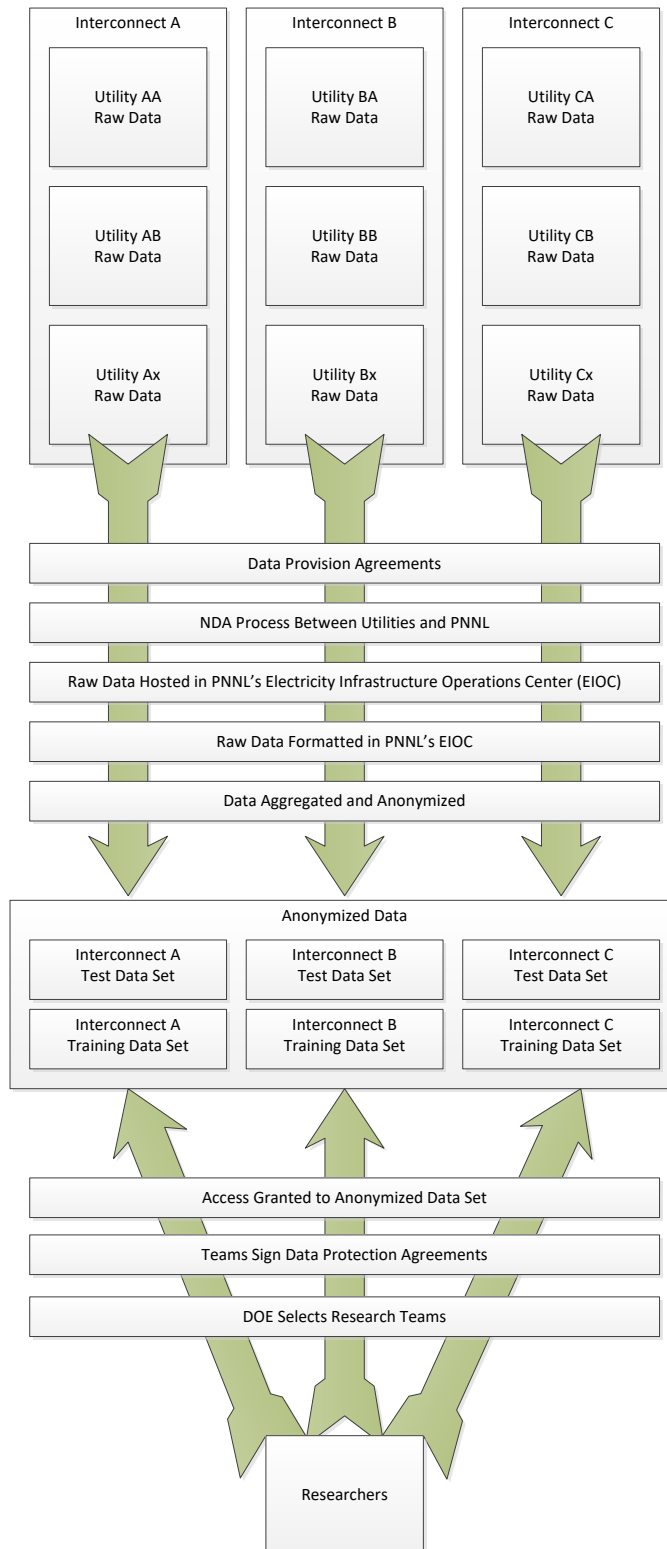 Interconnect A
Interconnect B
Interconnect C
Utility AA
Raw Data
Utility BA
Raw Data
Utility CA
Raw Data
Utility AB
Raw Data
Utility BB
Raw Data
Utility CB
Raw Data
Utility Ax
Raw Data
Utility Bx
Raw Data
Utility Cx
Raw Data
Data Provision Agreements
NDA Process Between Utilities and PNNL
Raw Data Hosted in PNNL’s Electricity Infrastructure Operations Center (EIOC)
Raw Data Formatted in PNNL’s EIOC
Data Aggregated and Anonymized
Anonymized Data
Interconnect A
Test Data Set
Interconnect B
Test Data Set
Interconnect C
Test Data Set
Interconnect A
Training Data Set
Interconnect B
Training Data Set
Interconnect C
Training Data Set
Access Granted to Anonymized Data Set
Teams Sign Data Protection Agreements
DOE Selects Research Teams
Researchers